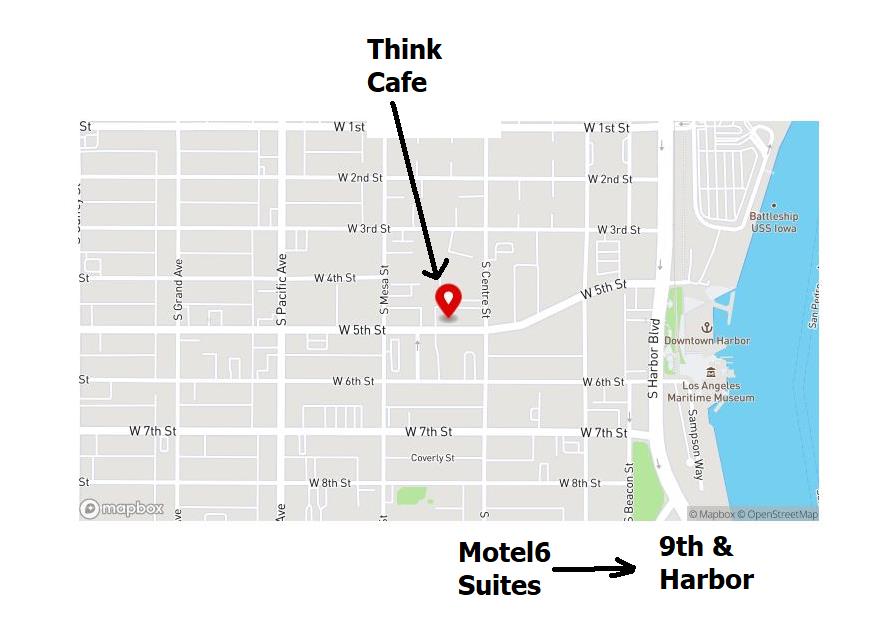 Think
Cafe
St
W 1st
W 1st St
W 2nd St
W 2nd St
Battleship
USS Iowa
W 3rd St
W 3rd St
S Grand Ave
S Pacific Ave
S Mesa St
S Centre St
St
W 4th St
W 5th St
W 5th St
S Harbor Blvd
Downtown Harbor
St
W 6th St
W 6th St
Los Angeles
Maritime Museum
Sampson Way
W 7th St
W 7th St
W 7th St
Coverly St
St
W 8th St
W 8th St
S Beacon St
mapbox
ve
Ave
st
S
© Mapbox © OpenStreetMap
Motel6
Suites
9th &
Harbor